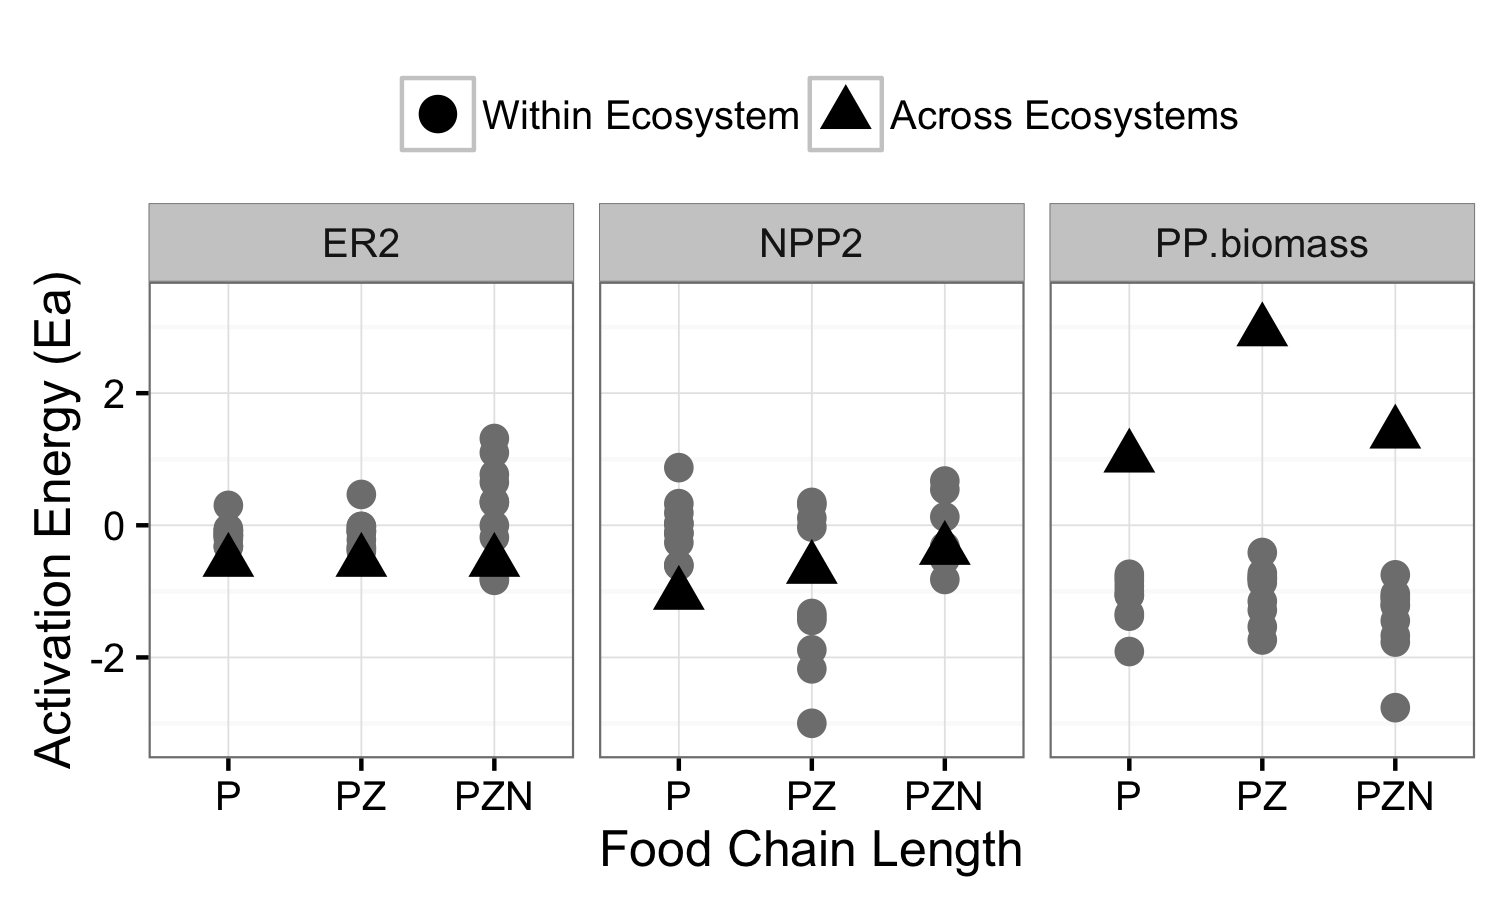 Within Ecosystem Across Ecosystems
ER2 NPP2 PP.biomass
Activation Energy (Ea)
2
0
-2
P PZ PZN P PZ PZN P PZ PZN
Food Chain Length